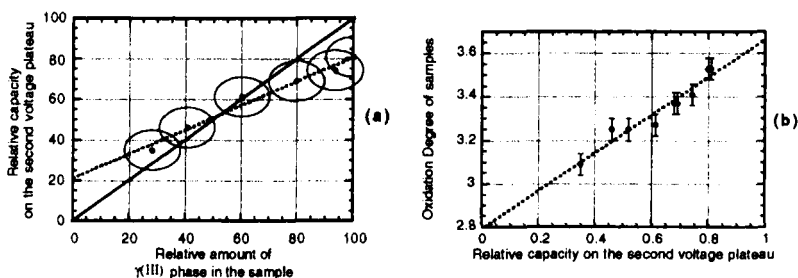 Relative capacity
on the second voltage plateau
100
80
60
40
20
0
0 20 40 60 80 100
Relative amount of
γ(III) phase in the sample
(a)
Oxidation Degree of samples
3.6
3.4
3.2
3
2.8
0 0.2 0.4 0.6 0.8 1
Relative capacity on the second voltage plateau
(b)